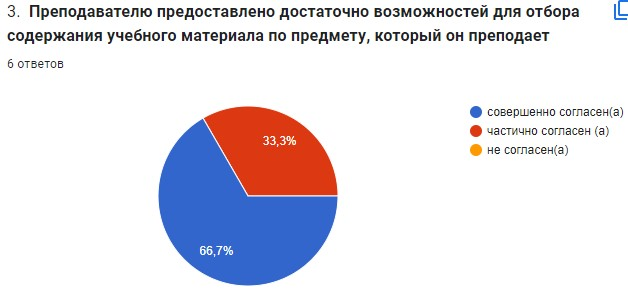 3. Преподавателю предоставлено достаточно возможностей для отбора
содержания учебного материала по предмету, который он преподает
6 ответов
совершенно согласен(а)
частично согласен (а)
не согласен(а)
33,3%
66,7%